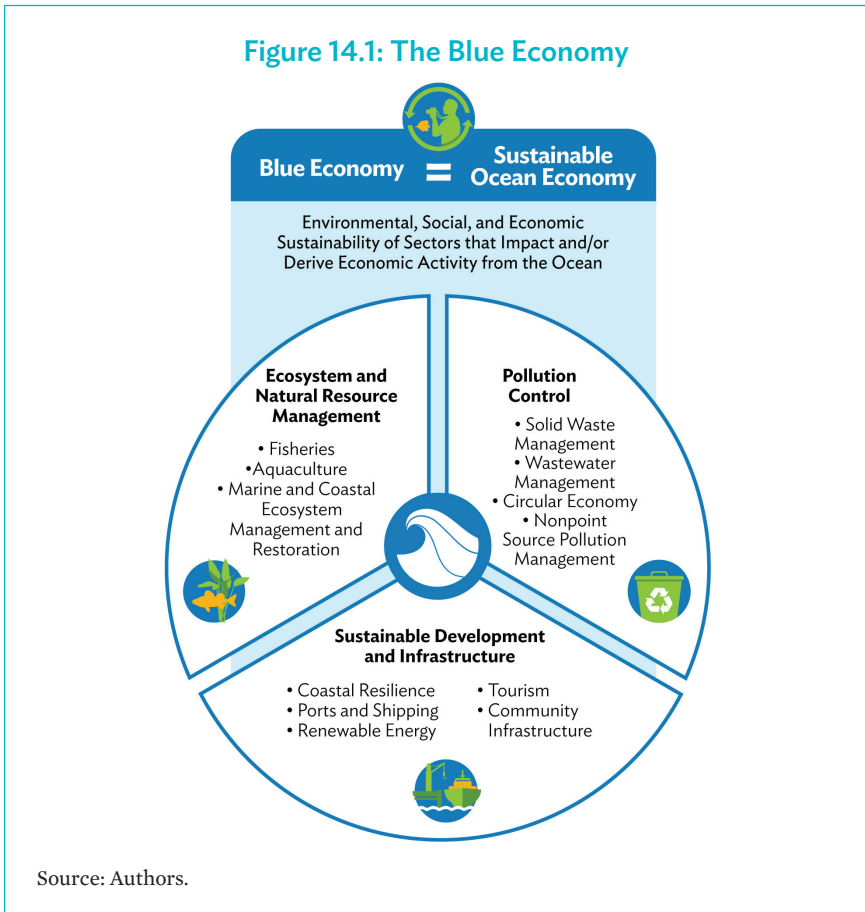 Figure 14.1: The Blue Economy
Blue Economy = Sustainable
Ocean Economy
Environmental, Social, and Economic
Sustainability of Sectors that Impact and/or
Derive Economic Activity from the Ocean
Ecosystem and
Natural Resource
Management
• Fisheries
•Aquaculture
• Marine and Coastal
Ecosystem
Management and
Restoration
Pollution
Control
• Solid Waste
Management
• Wastewater
Management
• Circular Economy
• Nonpoint
Source Pollution
Management
Sustainable Development
and Infrastructure
• Coastal Resilience
• Ports and Shipping
• Renewable Energy
• Tourism
• Community
Infrastructure
Source: Authors.